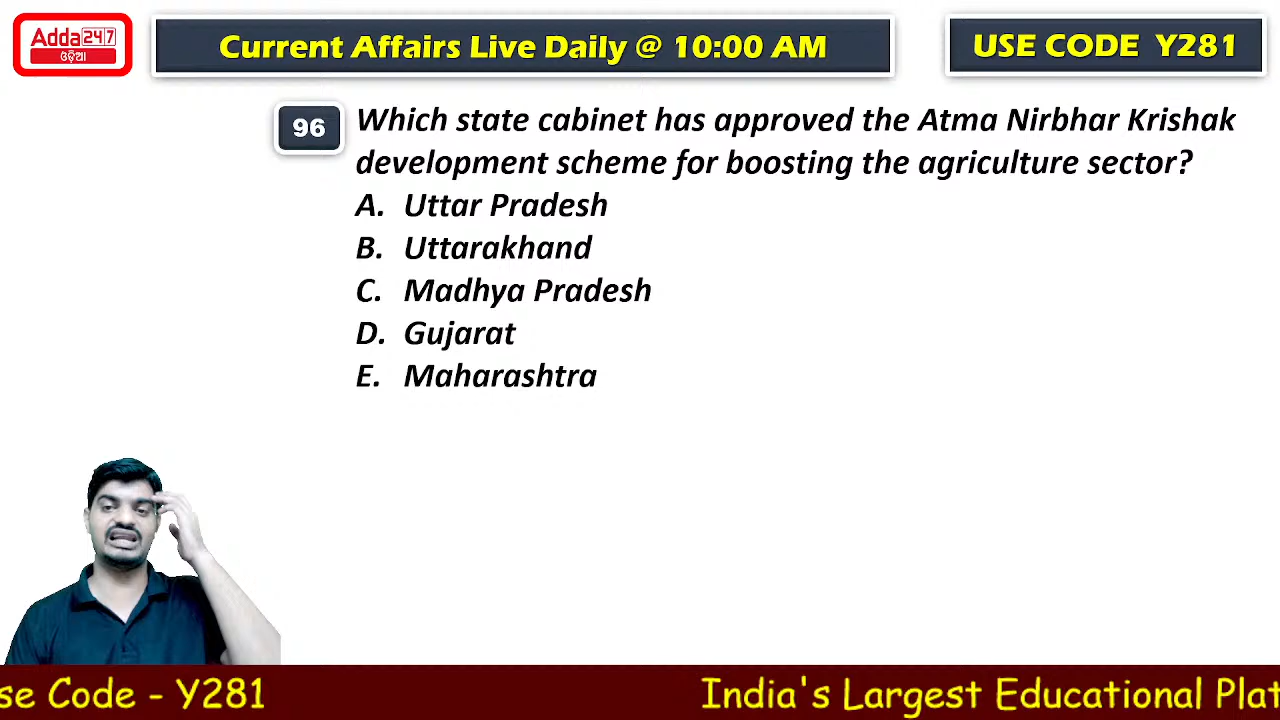 Adda247
ଓଡ଼ିଆ
Current Affairs Live Daily @ 10:00 AM
USE CODE Y281
96
Which state cabinet has approved the Atma Nirbhar Krishak
development scheme for boosting the agriculture sector?
A. Uttar Pradesh
B. Uttarakhand
C. Madhya Pradesh
D. Gujarat
E. Maharashtra
se Code - Y281
India's Largest Educational Plat